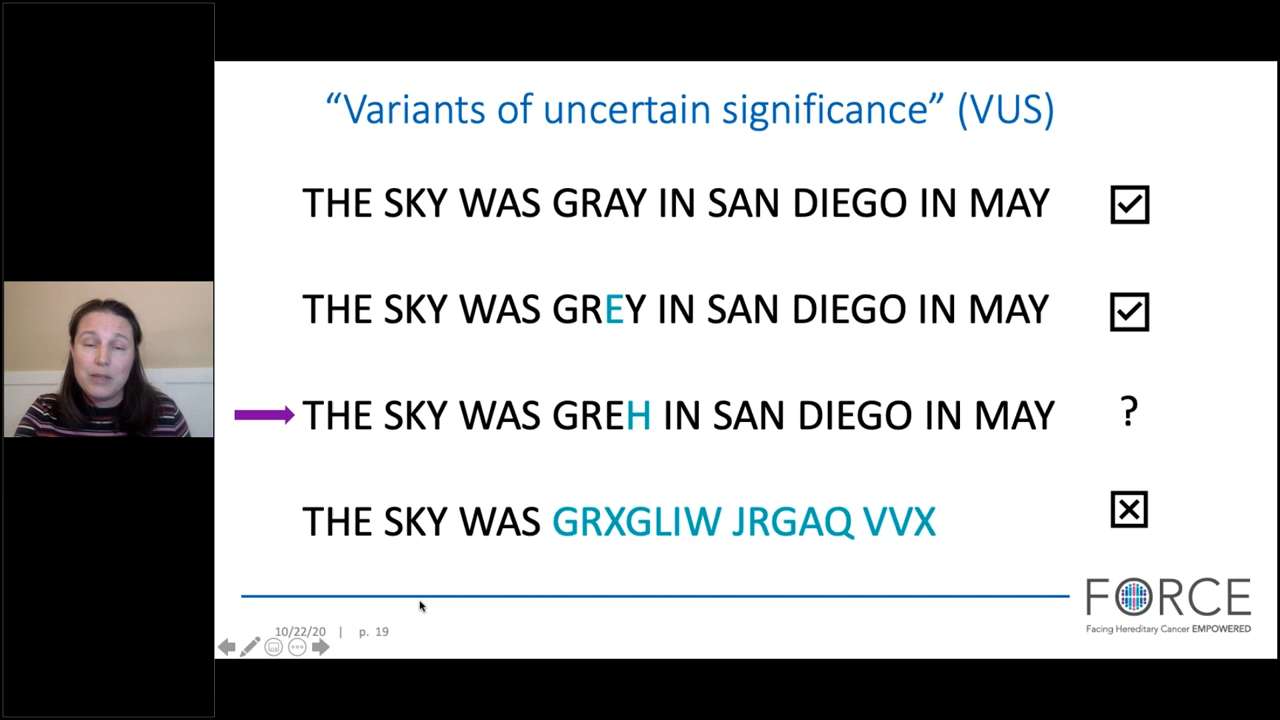 “Variants of uncertain significance” (VUS)
THE SKY WAS GRAY IN SAN DIEGO IN MAY
THE SKY WAS GREY IN SAN DIEGO IN MAY
THE SKY WAS GREH IN SAN DIEGO IN MAY ?
THE SKY WAS GRXGLIW JRGAQ VVX
10/22/20 | p. 19
FORCE
Facing Hereditary Cancer EMPOWERED